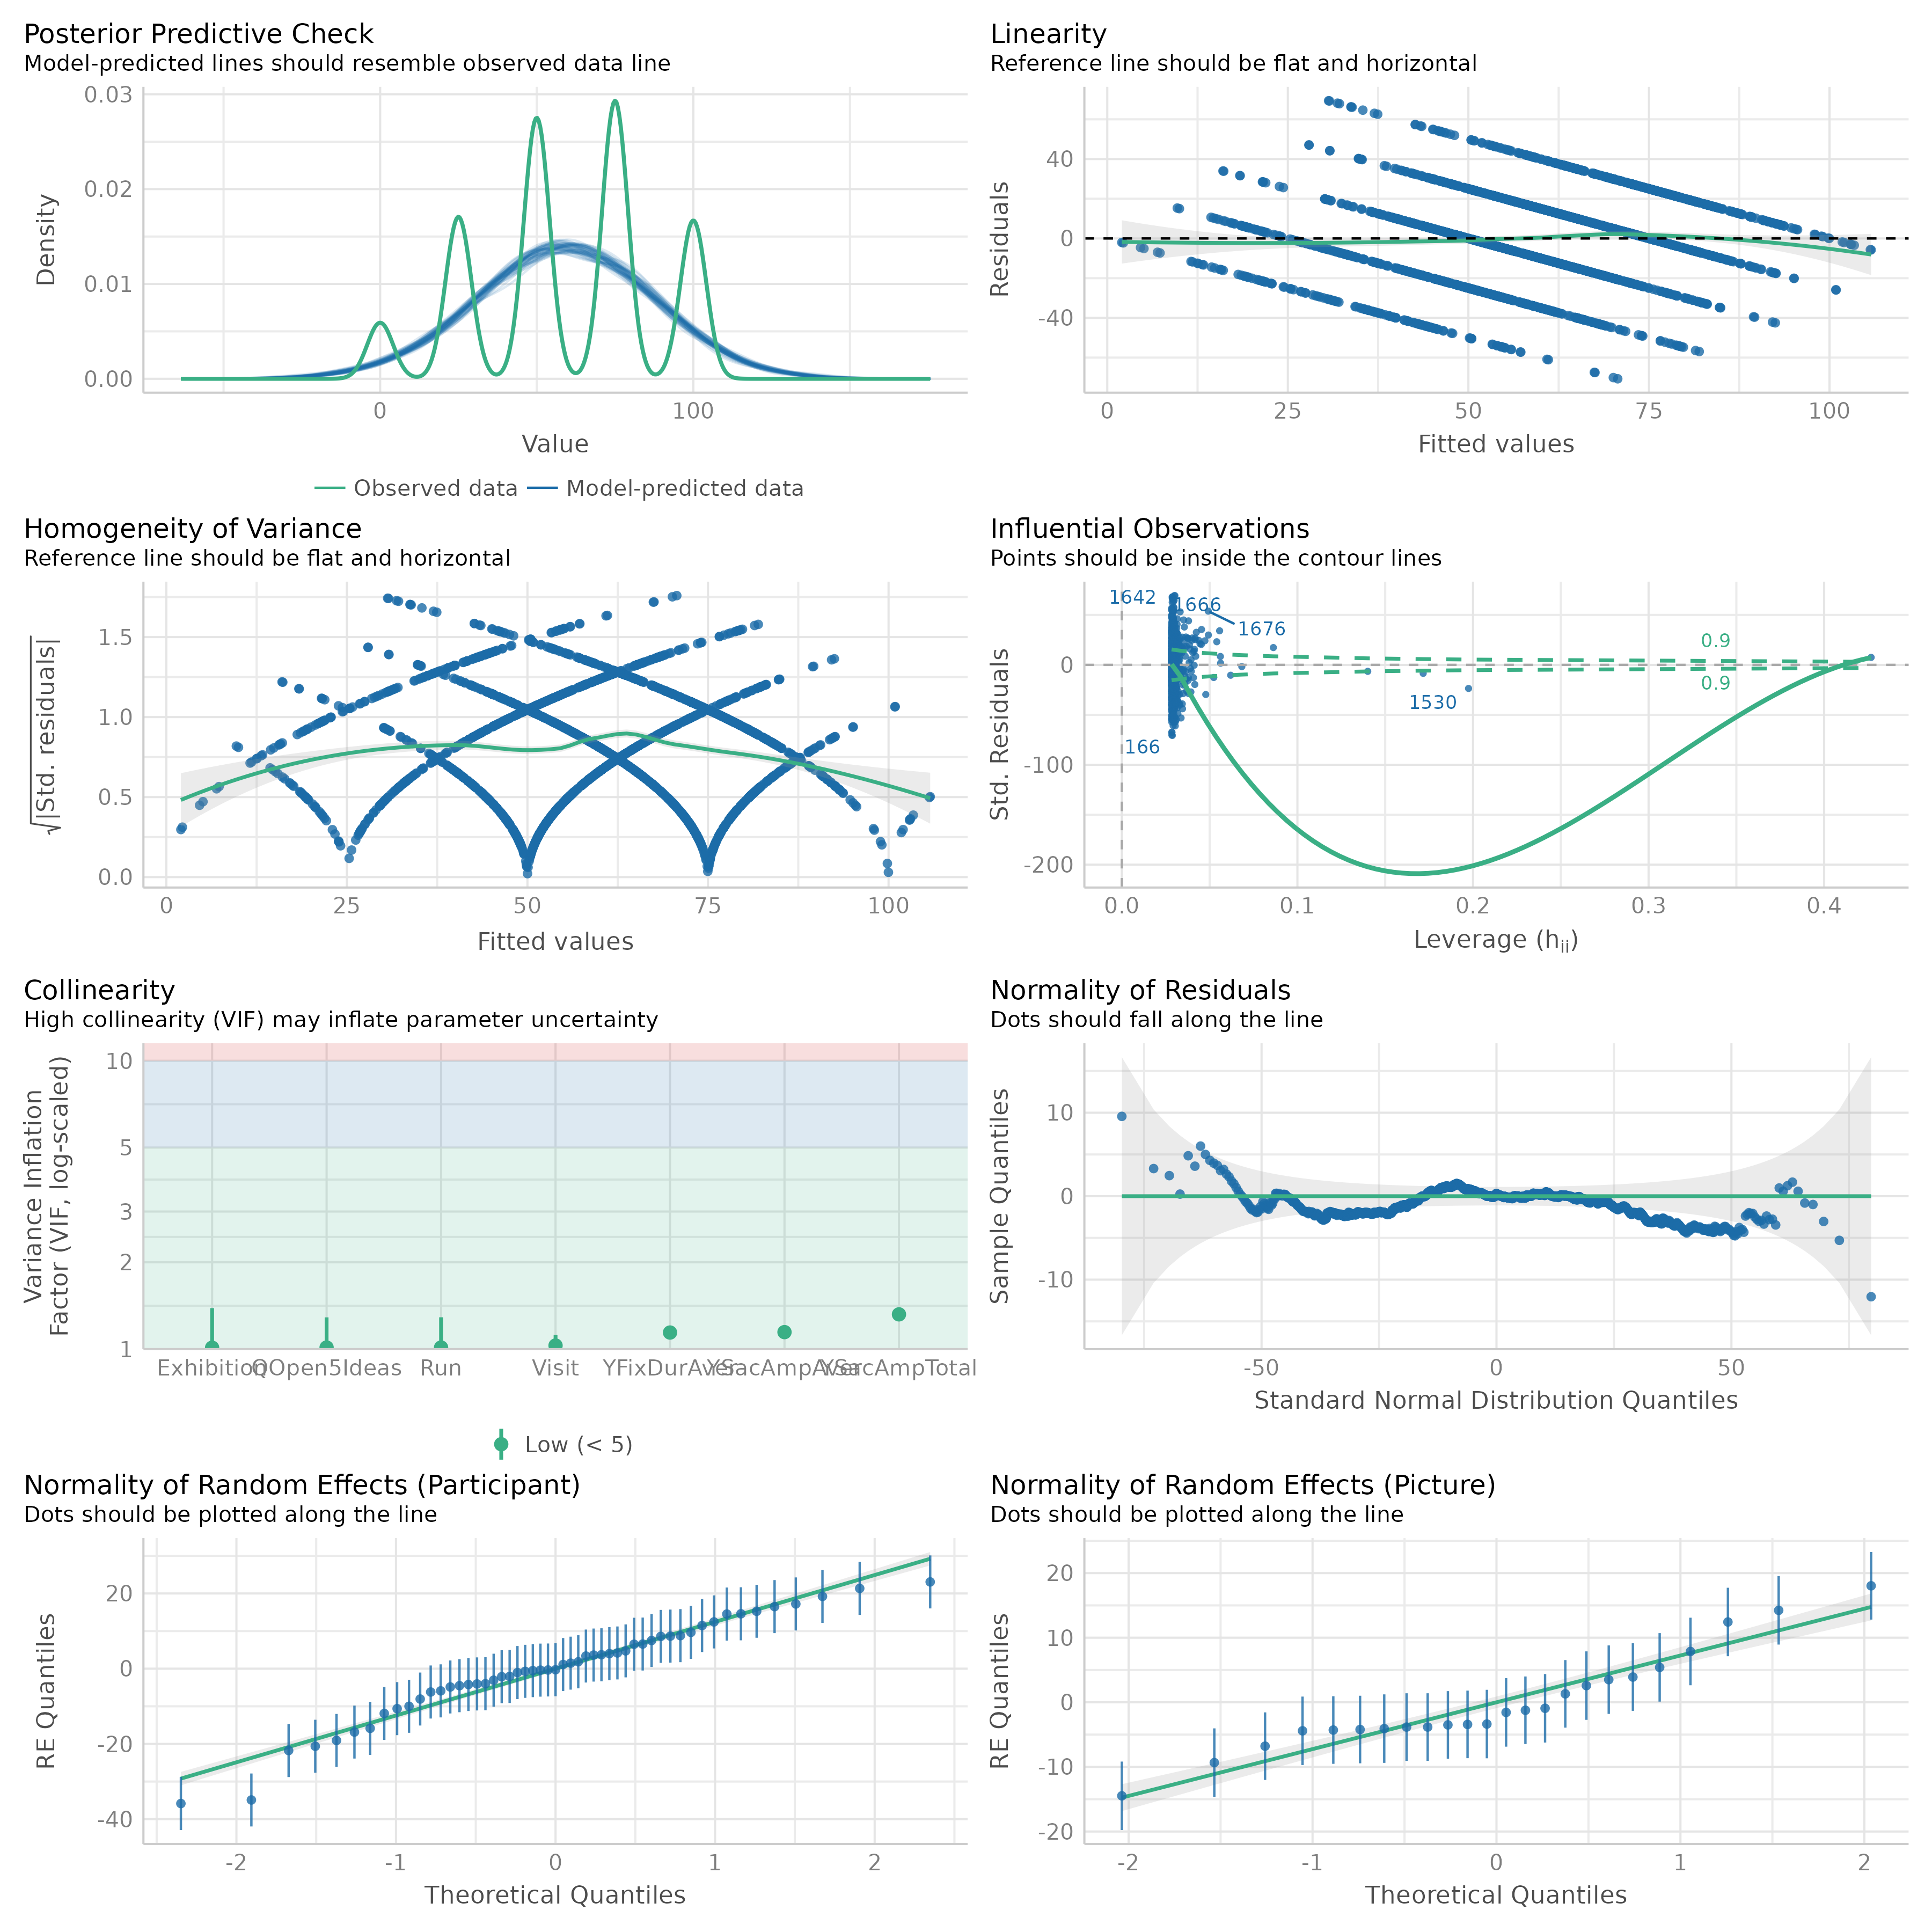 Posterior Predictive Check
Model-predicted lines should resemble observed data line
Density
0.03
0.02
0.01
0.00
0
100
Value
Observed data
Model-predicted data
Linearity
Reference line should be flat and horizontal
Residuals
40
0
-40
0
25
50
75
100
Fitted values
Homogeneity of Variance
Reference line should be flat and horizontal
√|Std. residuals|
1.5
1.0
0.5
0.0
0
25
50
75
100
Fitted values
Influential Observations
Points should be inside the contour lines
Std. Residuals
0
-100
-200
1642
1666
1676
1530
166
0.9
0.9
0.0
0.1
0.2
0.3
0.4
Leverage (hii)
Collinearity
High collinearity (VIF) may inflate parameter uncertainty
Variance Inflation
Factor (VIF, log-scaled)
10
5
3
2
1
Exhibition
QOpen5Ideas
Run
Visit
YFixDurAver
YSacAmpAver
YSacAmpTotal
Low (< 5)
Normality of Residuals
Dots should fall along the line
Sample Quantiles
10
0
-10
-50
0
50
Standard Normal Distribution Quantiles
Normality of Random Effects (Participant)
Dots should be plotted along the line
RE Quantiles
20
0
-20
-40
-2
-1
0
1
2
Theoretical Quantiles
Normality of Random Effects (Picture)
Dots should be plotted along the line
RE Quantiles
20
10
0
-10
-20
-2
-1
0
1
2
Theoretical Quantiles